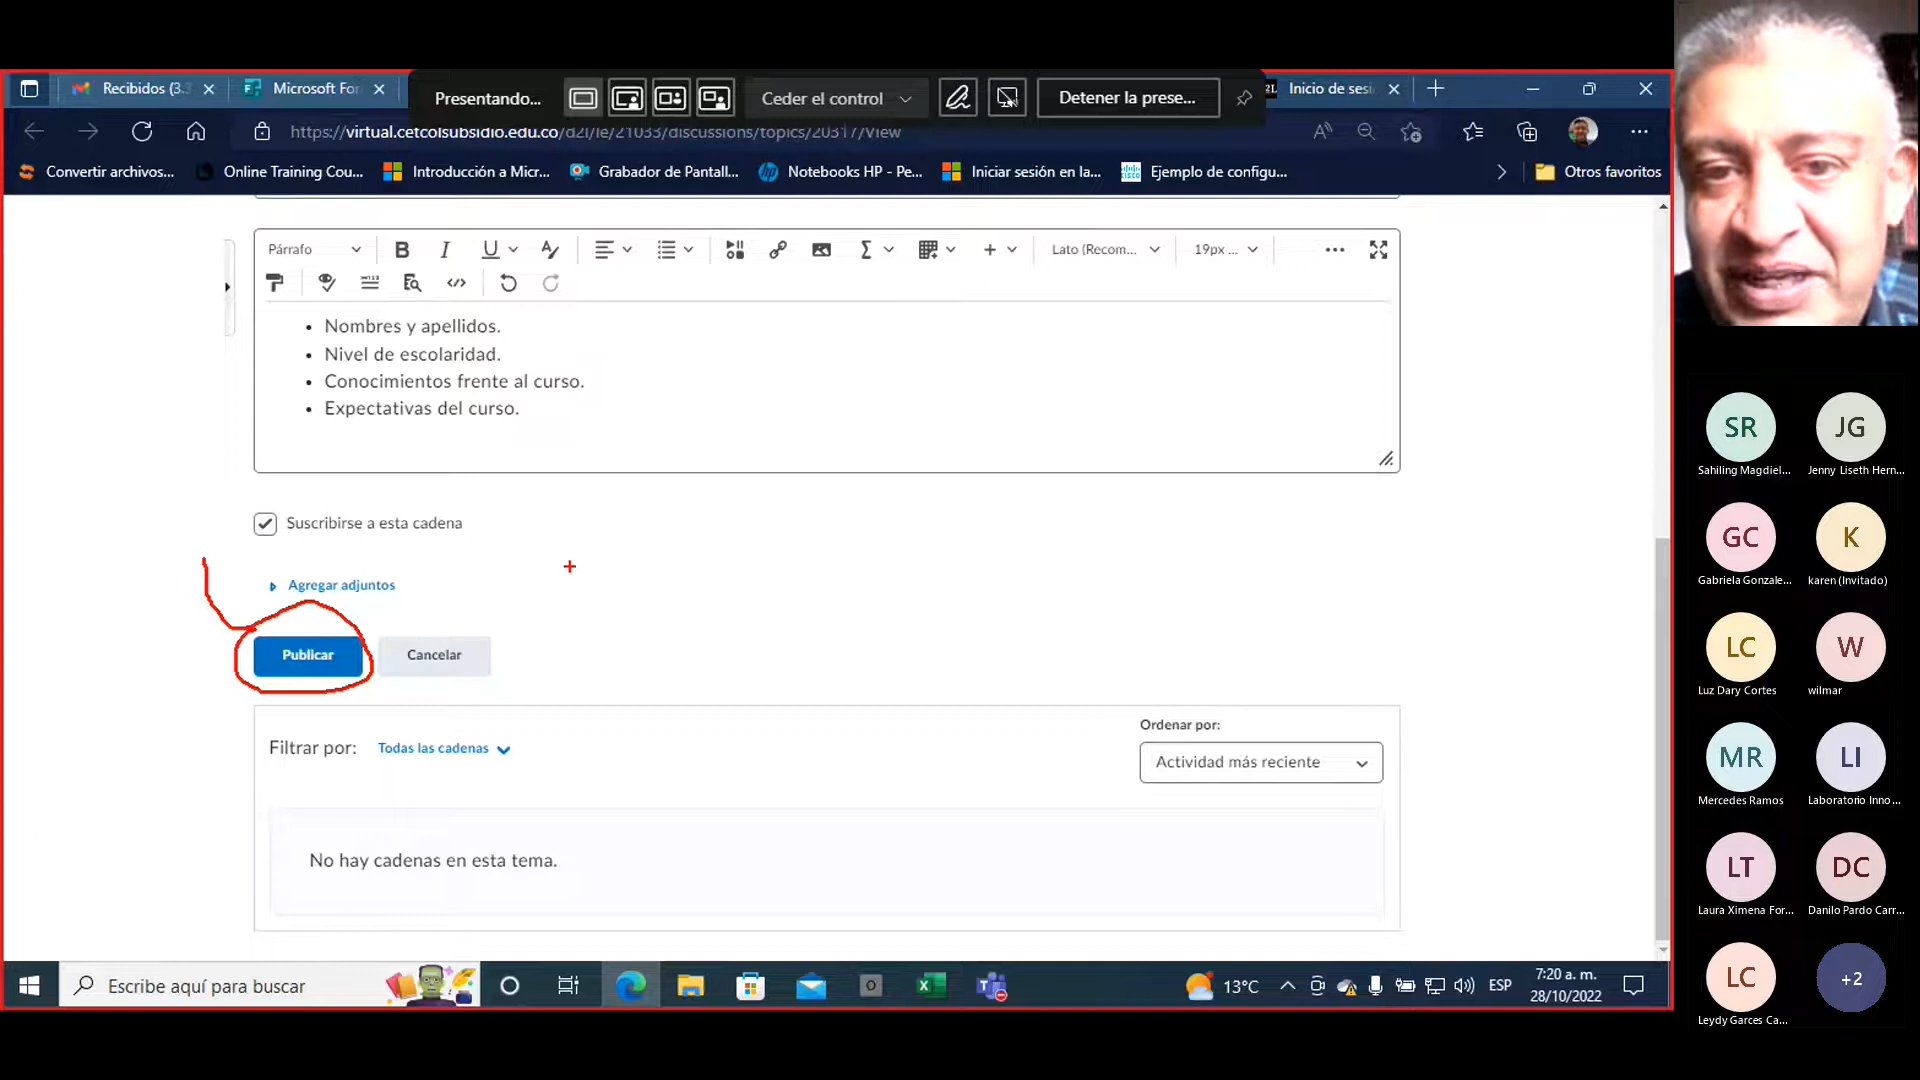 Recibidos (3.3
Microsoft For
Presentando...
Ceder el control
Detener la prese...
Inicio de sesi
https://virtual.cetcolsubsidio.edu.co/d2l/le/21033/discussions/topics/20317/View
Convertir archivos...
Online Training Cou...
Introducción a Micr...
Grabador de Pantall...
Notebooks HP - Pe...
Iniciar sesión en la...
Ejemplo de configu...
Otros favoritos
Párrafo
Lato (Recom...
19px ...
Nombres y apellidos.
Nivel de escolaridad.
Conocimientos frente al curso.
Expectativas del curso.
Suscribirse a esta cadena
Agregar adjuntos
Publicar
Cancelar
Filtrar por:
Todas las cadenas
Ordenar por:
Actividad más reciente
No hay cadenas en esta tema.
Escribe aquí para buscar
13°C
ESP
7:20 a. m.
28/10/2022
SR
Sahiling Magdiel...
JG
Jenny Liseth Hern...
GC
Gabriela Gonzale...
K
karen (Invitado)
LC
Luz Dary Cortes
W
wilmar
MR
Mercedes Ramos
LI
Laboratorio Inno...
LT
Laura Ximena For...
DC
Danilo Pardo Carr...
LC
Leydy Garces Ca...
+2